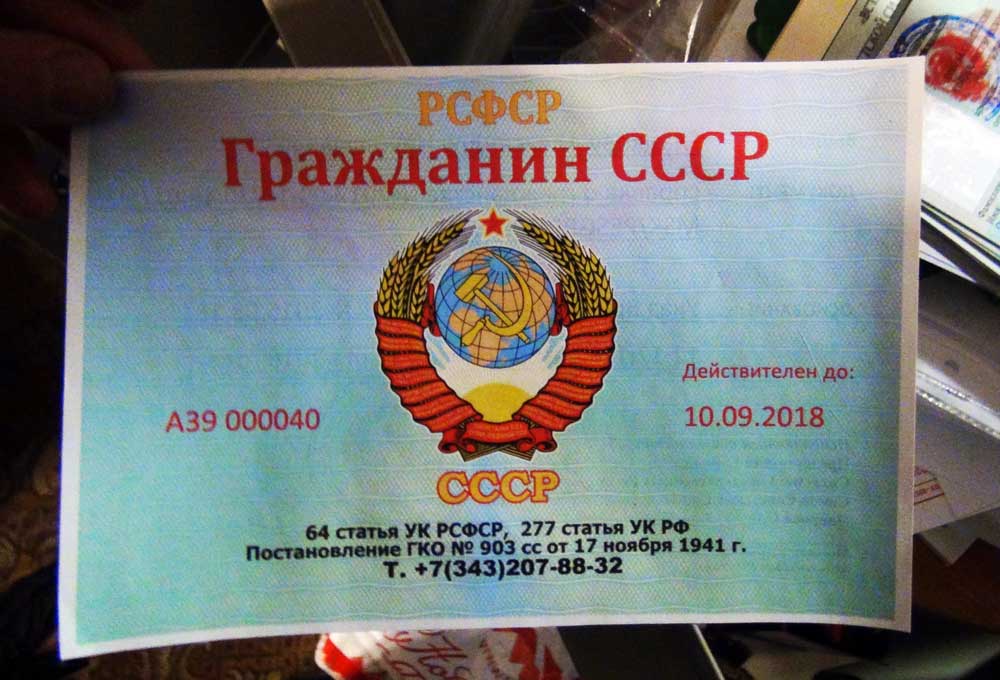 РСФСР
Гражданин СССР
Действителен до:
А39 000040
10.09.2018
СССР
64 статья УК РСФСР, 277 статья УК РФ
Постановление ГКО № 903 сс от 17 ноября 1941 г.
Т. +7(343)207-88-32